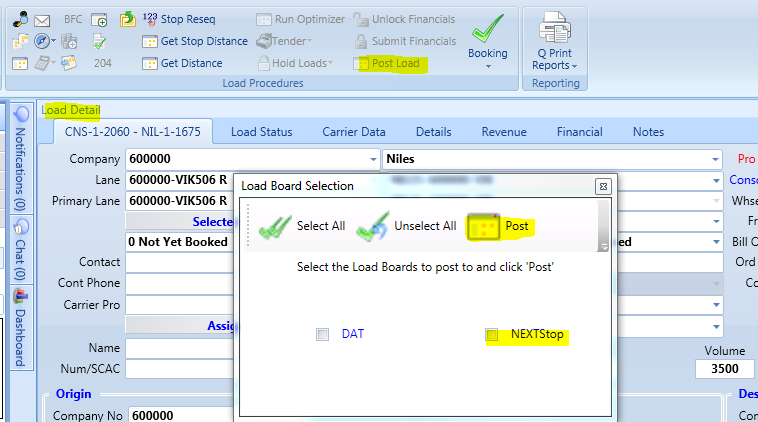 BFC 123 Stop Reseq Run Optimizer Unlock Financials
Get Stop Distance Tender Submit Financials Booking Q Print
204 Get Distance Hold Loads Post Load Reports
Load Procedures Reporting
Load Detail
CNS-1-2060 - NIL-1-1675 Load Status Carrier Data Details Revenue Financial Notes
Company 600000 Niles Pro
Lane 600000-VIK506 R Conso
Primary Lane 600000-VIK506 R Whse
Selecte Fr
0 Not Yet Booked ed Bill C
Contact Ord
Cont Phone Co
Carrier Pro
Assig
Name Volume
Num/SCAC 3500
Origin Des
Company No 600000 Com
Notifications (0)
Chat (0)
Dashboard
Load Board Selection
Select All Unselect All Post
Select the Load Boards to post to and click 'Post'
DAT NEXTStop